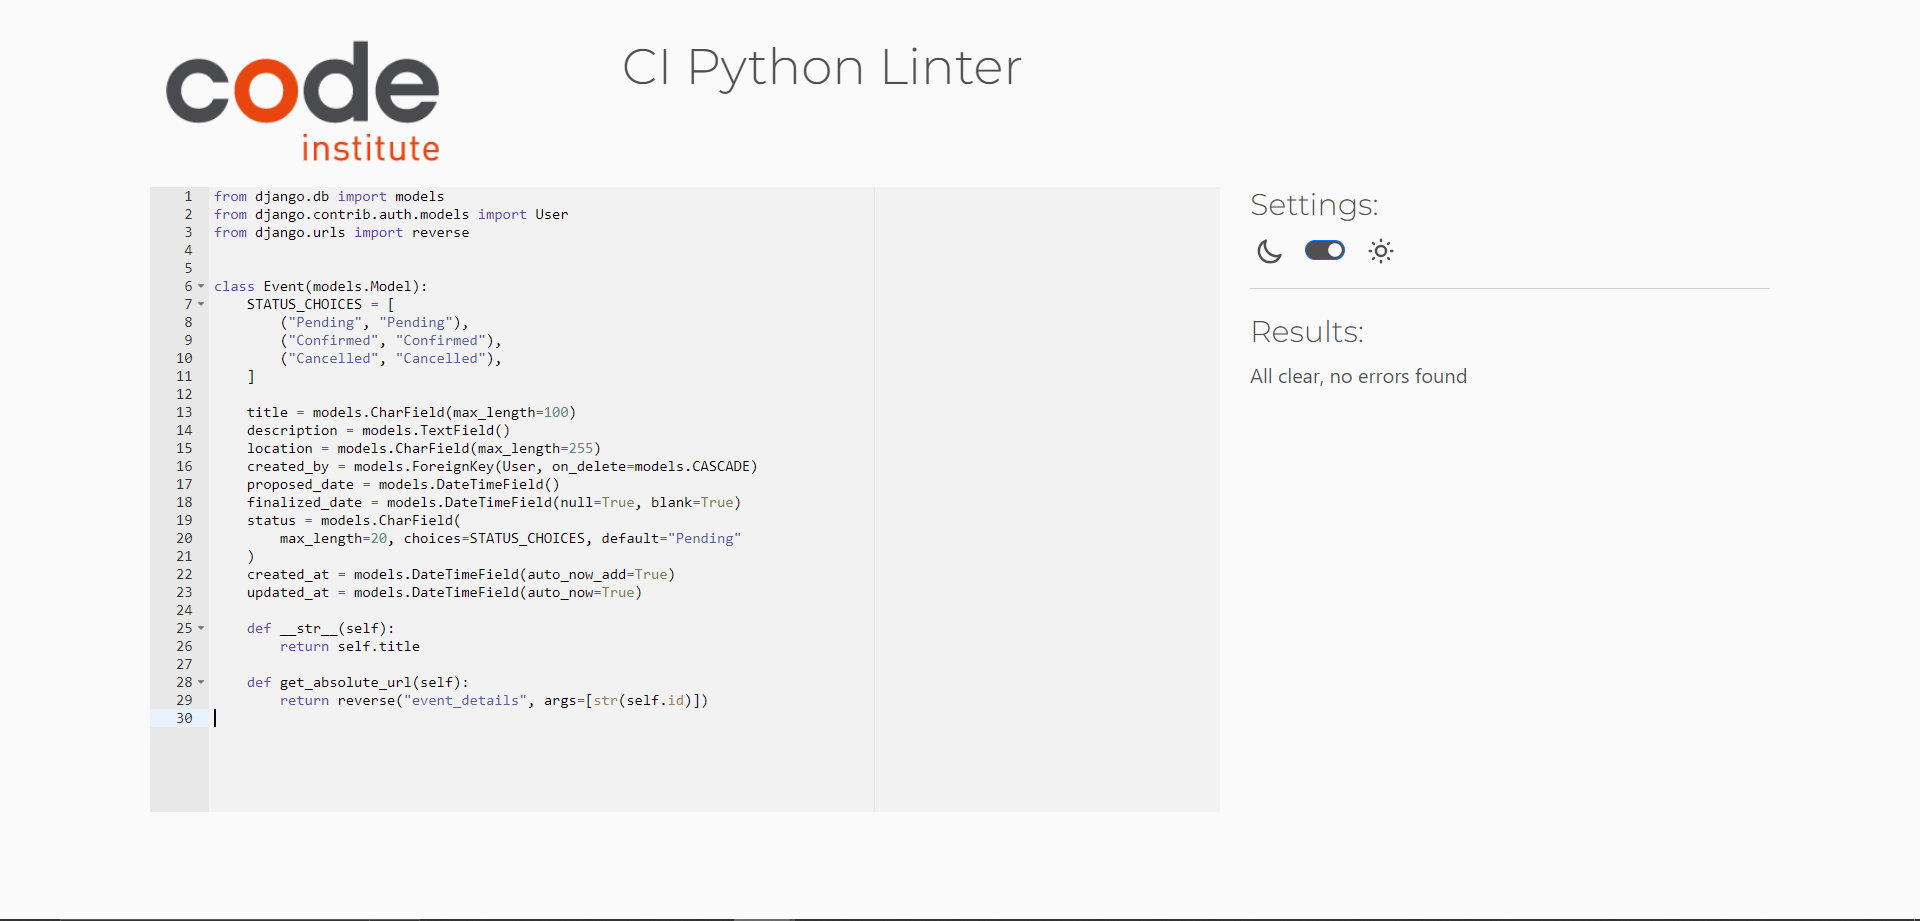 code
institute
CI Python Linter
1 from django.db import models
2 from django.contrib.auth.models import User
3 from django.urls import reverse
4
5
6 class Event(models.Model):
7     STATUS_CHOICES = [
8         ("Pending", "Pending"),
9         ("Confirmed", "Confirmed"),
10         ("Cancelled", "Cancelled"),
11     ]
12
13     title = models.CharField(max_length=100)
14     description = models.TextField()
15     location = models.CharField(max_length=255)
16     created_by = models.ForeignKey(User, on_delete=models.CASCADE)
17     proposed_date = models.DateTimeField()
18     finalized_date = models.DateTimeField(null=True, blank=True)
19     status = models.CharField(
20         max_length=20, choices=STATUS_CHOICES, default="Pending"
21     )
22     created_at = models.DateTimeField(auto_now_add=True)
23     updated_at = models.DateTimeField(auto_now=True)
24
25     def __str__(self):
26         return self.title
27
28     def get_absolute_url(self):
29         return reverse("event_details", args=[str(self.id)])
30
Settings:
Results:
All clear, no errors found